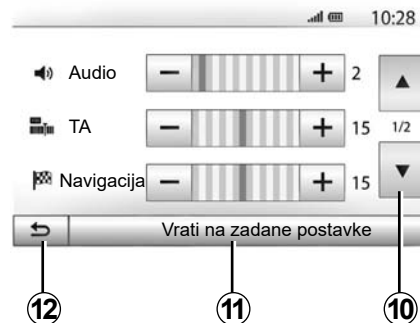 10:28
Audio − + 2 ▲
TA − + 15 1/2
Navigacija − + 15 ▼
Vrati na zadane postavke
12 11 10